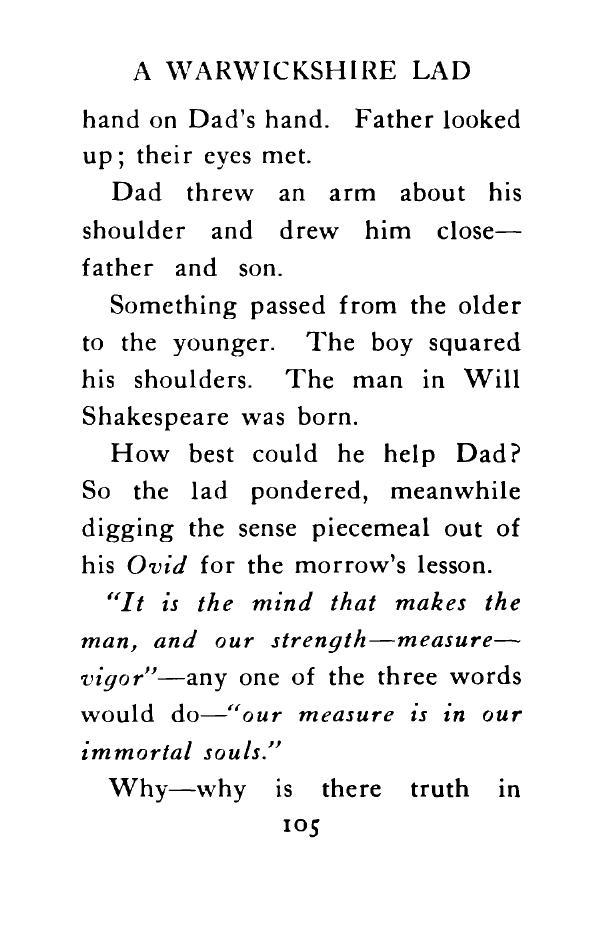 A WARWICKSHIRE LAD
hand on Dad's hand. Father looked
up; their eyes met.
Dad threw an arm about his
shoulder and drew him close—
father and son.
Something passed from the older
to the younger. The boy squared
his shoulders. The man in Will
Shakespeare was born.
How best could he help Dad?
So the lad pondered, meanwhile
digging the sense piecemeal out of
his Ovid for the morrow's lesson.
"It is the mind that makes the
man, and our strength—measure—
vigor"—any one of the three words
would do—"our measure is in our
immortal souls."
Why—why is there truth in
105